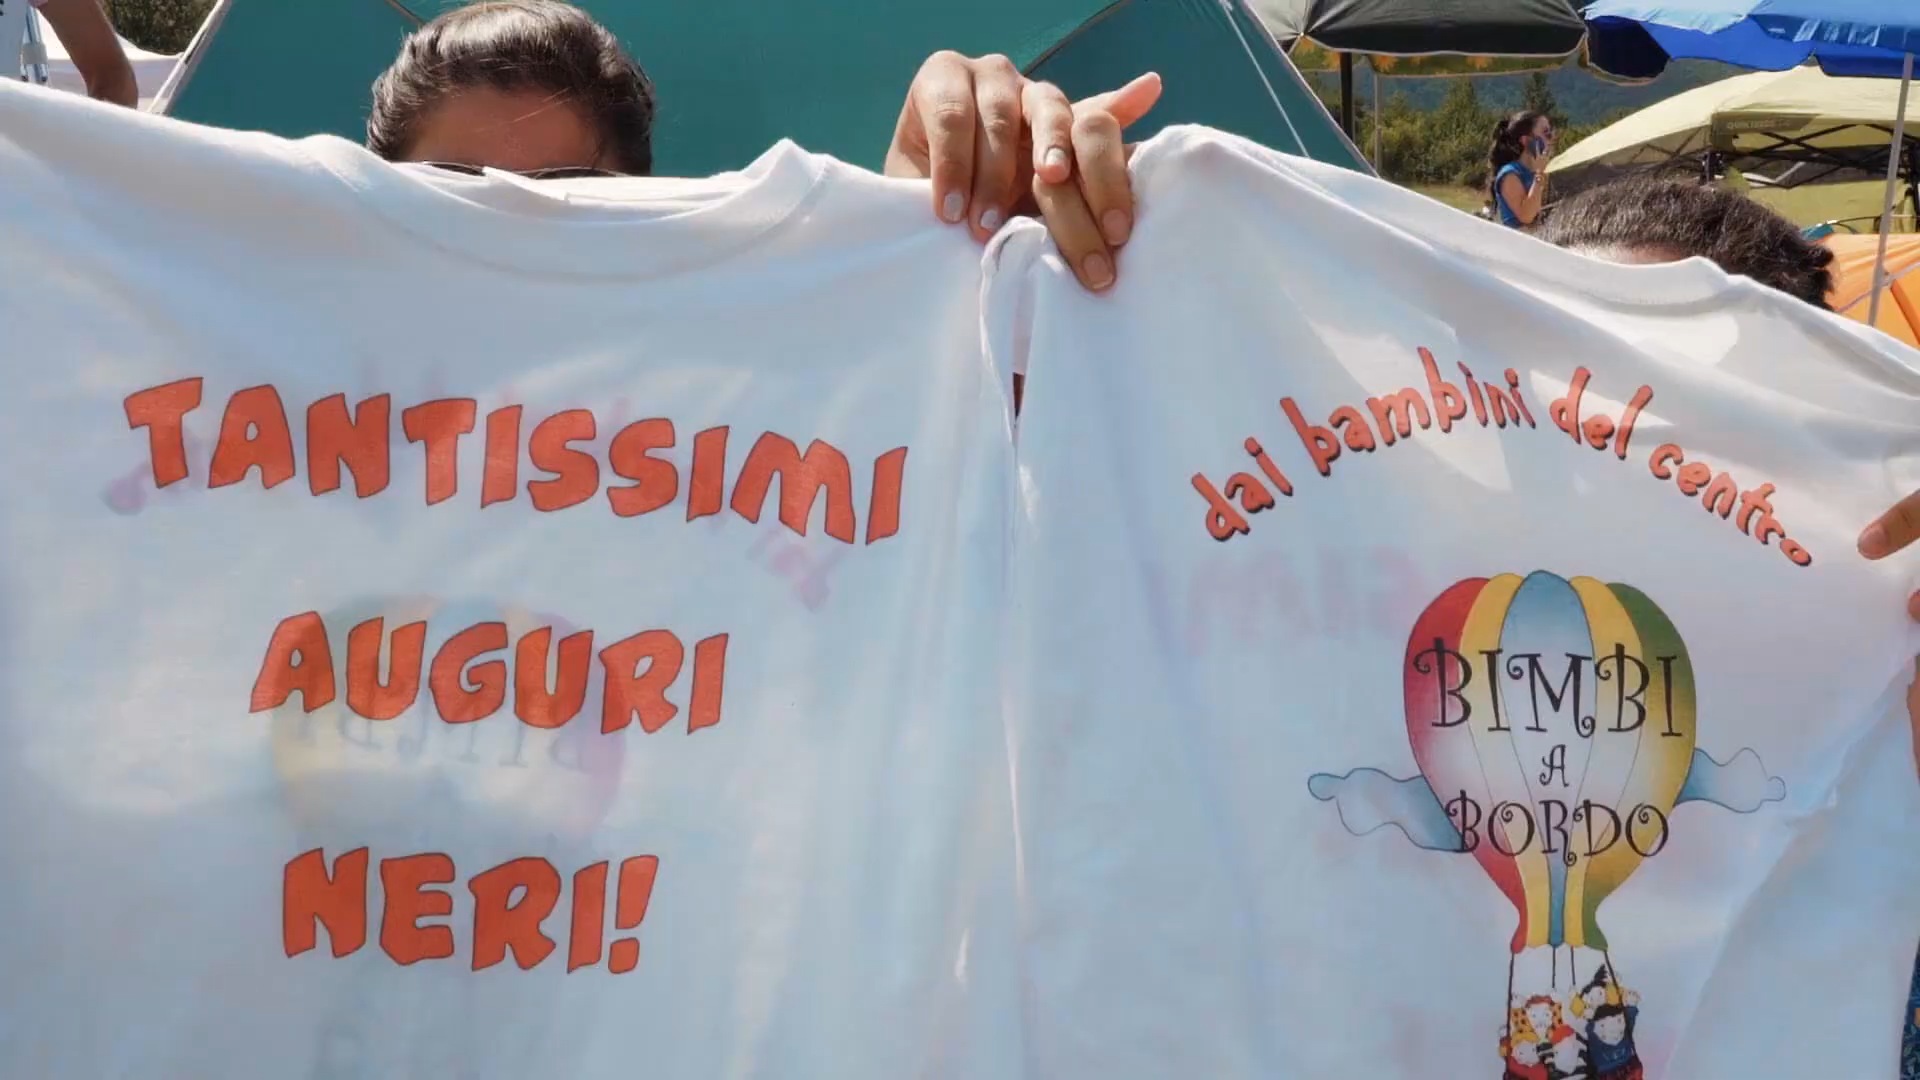 TANTISSIMI
AUGURI
NERI!
dai bambini del centro
BIMBI
A
BORDO